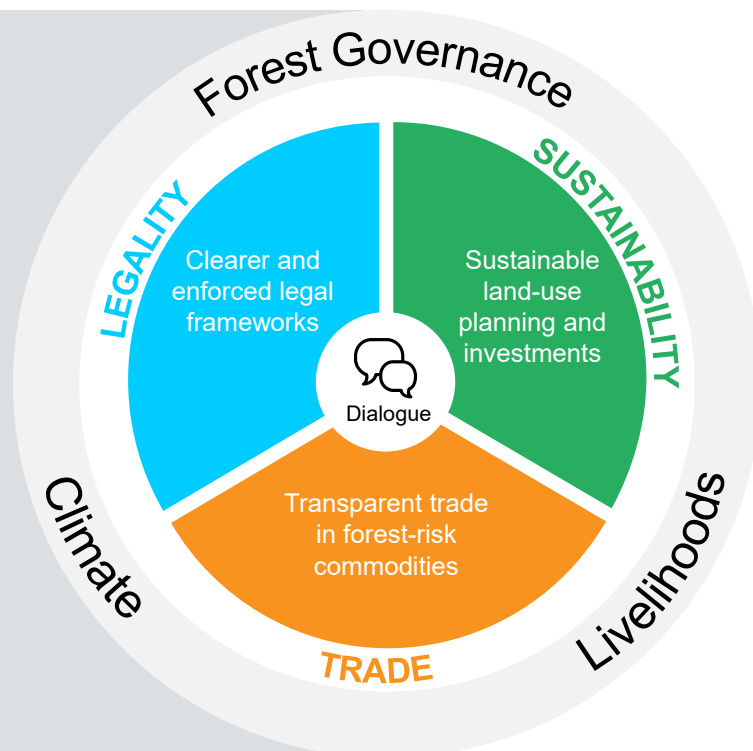 Forest Governance
LEGALITY
SUSTAINABILITY
Clearer and
enforced legal
frameworks
Sustainable
land-use
planning and
investments
Dialogue
Transparent trade
in forest-risk
commodities
TRADE
Climate
Livelihoods